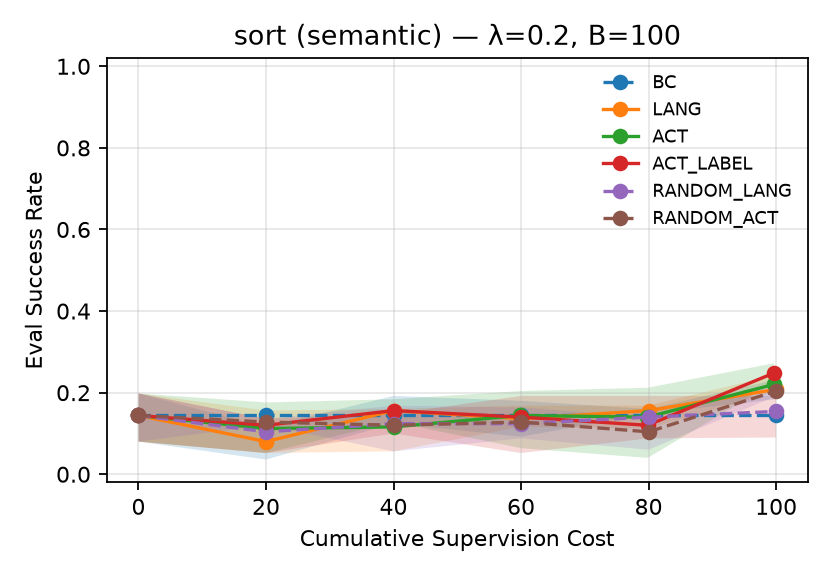 sort (semantic) — λ=0.2, B=100
1.0
0.8
0.6
0.4
0.2
0.0
Eval Success Rate
BC
LANG
ACT
ACT_LABEL
RANDOM_LANG
RANDOM_ACT
0 20 40 60 80 100
Cumulative Supervision Cost